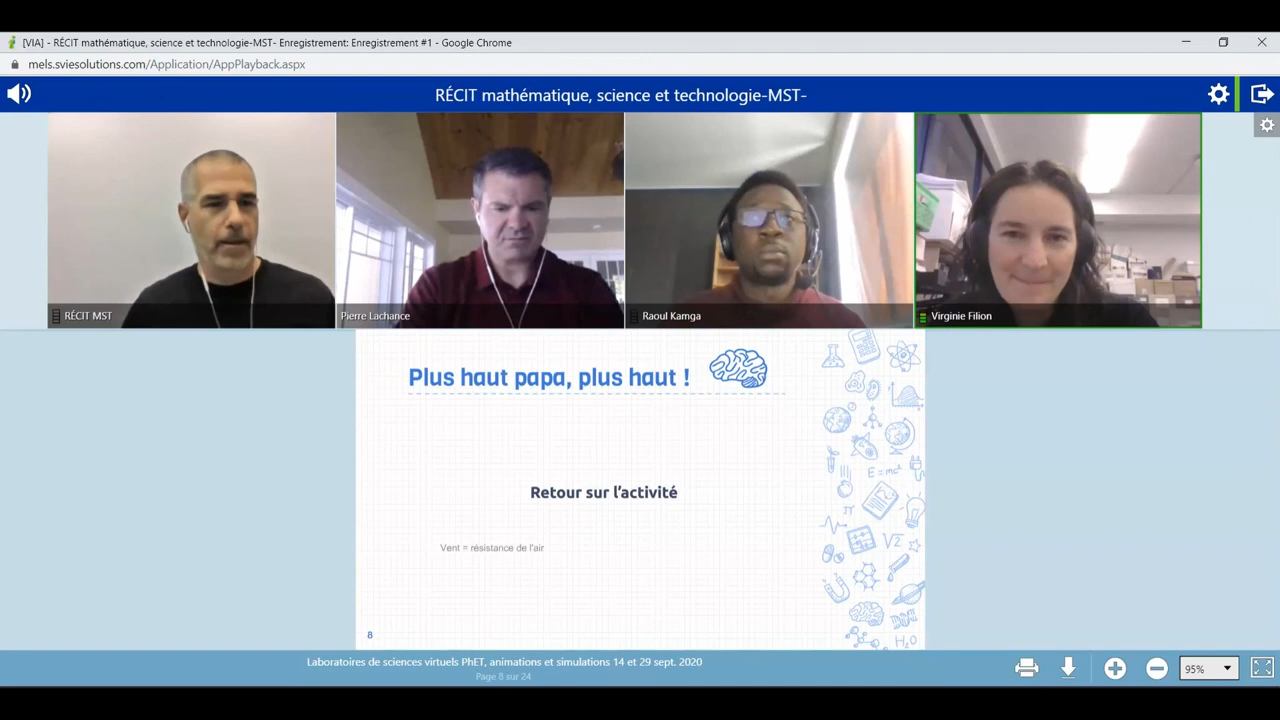 [VIA] - RÉCIT mathématique, science et technologie-MST- Enregistrement: Enregistrement #1 - Google Chrome
mels.sviesolutions.com/Application/AppPlayback.aspx
RÉCIT mathématique, science et technologie-MST-
RÉCIT MST
Pierre Lachance
Raoul Kamga
Virginie Filion
Plus haut papa, plus haut !
Retour sur l'activité
Vent = résistance de l'air
E=mc²
π
√2
H₂O
8
Laboratoires de sciences virtuels PhET, animations et simulations 14 et 29 sept. 2020
Page 8 sur 24
95%